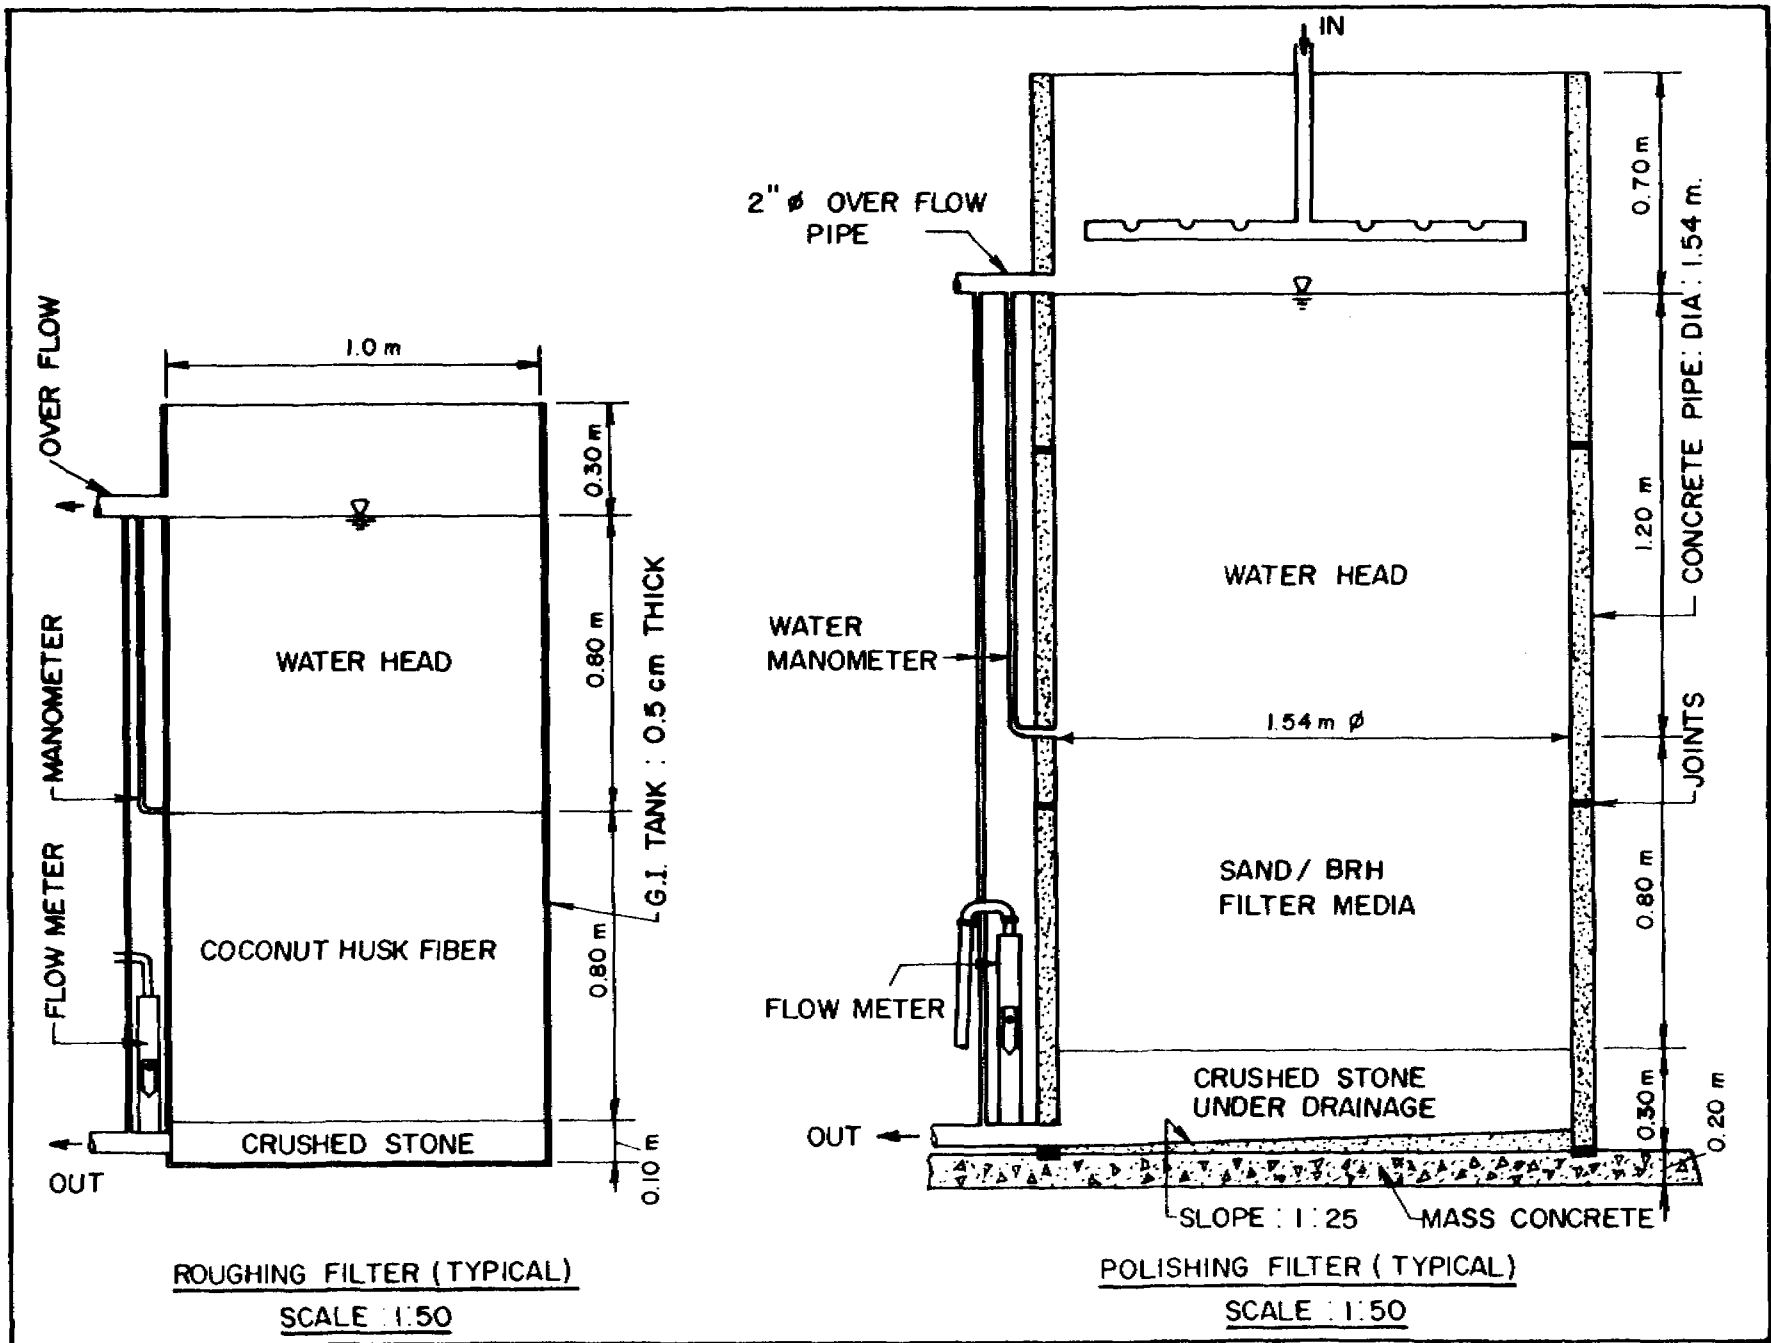 OVER FLOW
1.0 m
0.30 m
0.80 m
WATER HEAD
MANOMETER
G.I. TANK : 0.5 cm THICK
FLOW METER
COCONUT HUSK FIBER
0.80 m
CRUSHED STONE
0.10 m
OUT
ROUGHING FILTER (TYPICAL)
SCALE : 1:50
IN
2" ø OVER FLOW
PIPE
0.70 m
CONCRETE PIPE: DIA: 1.54 m.
1.20 m
WATER HEAD
WATER
MANOMETER
1.54 m ø
JOINTS
SAND/ BRH
FILTER MEDIA
0.80 m
FLOW METER
CRUSHED STONE
UNDER DRAINAGE
0.30 m
0.20 m
OUT
SLOPE : 1:25
MASS CONCRETE
POLISHING FILTER (TYPICAL)
SCALE : 1:50